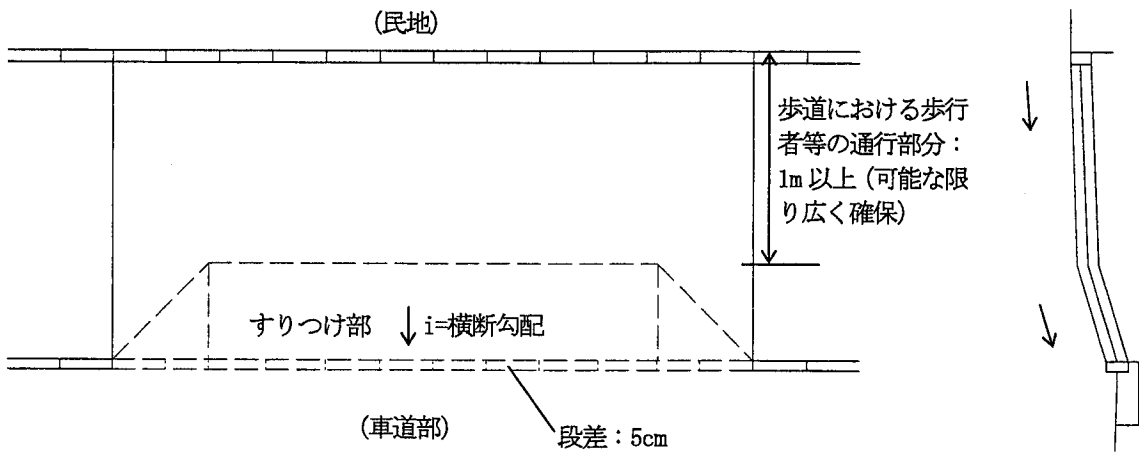 (民地)
歩道における歩行
者等の通行部分：
1m 以上（可能な限
り広く確保）
すりつけ部
i=横断勾配
(車道部)
段差：5cm